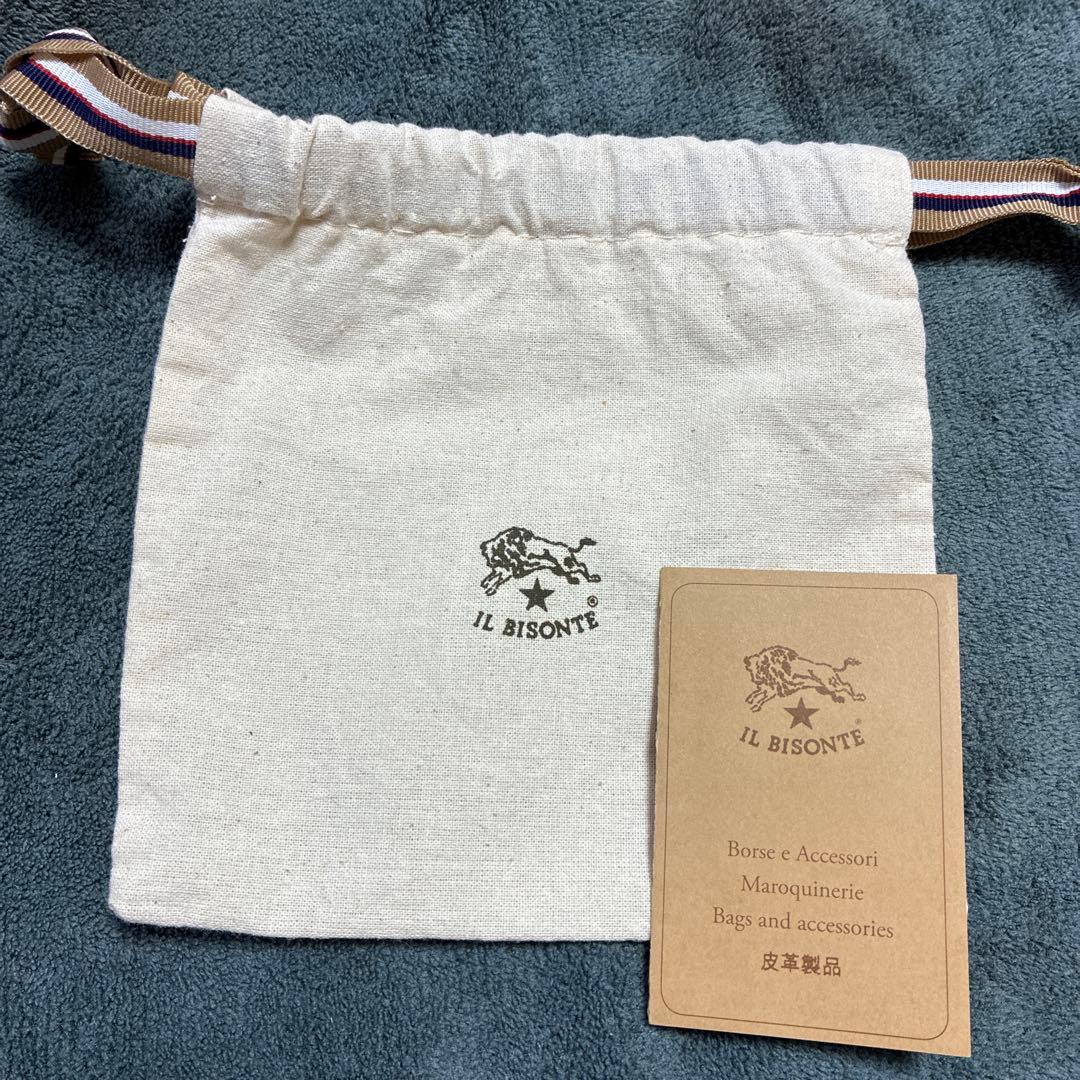 IL BISONTE
®
IL BISONTE
®
Borse e Accessori
Maroquinerie
Bags and accessories
皮革製品